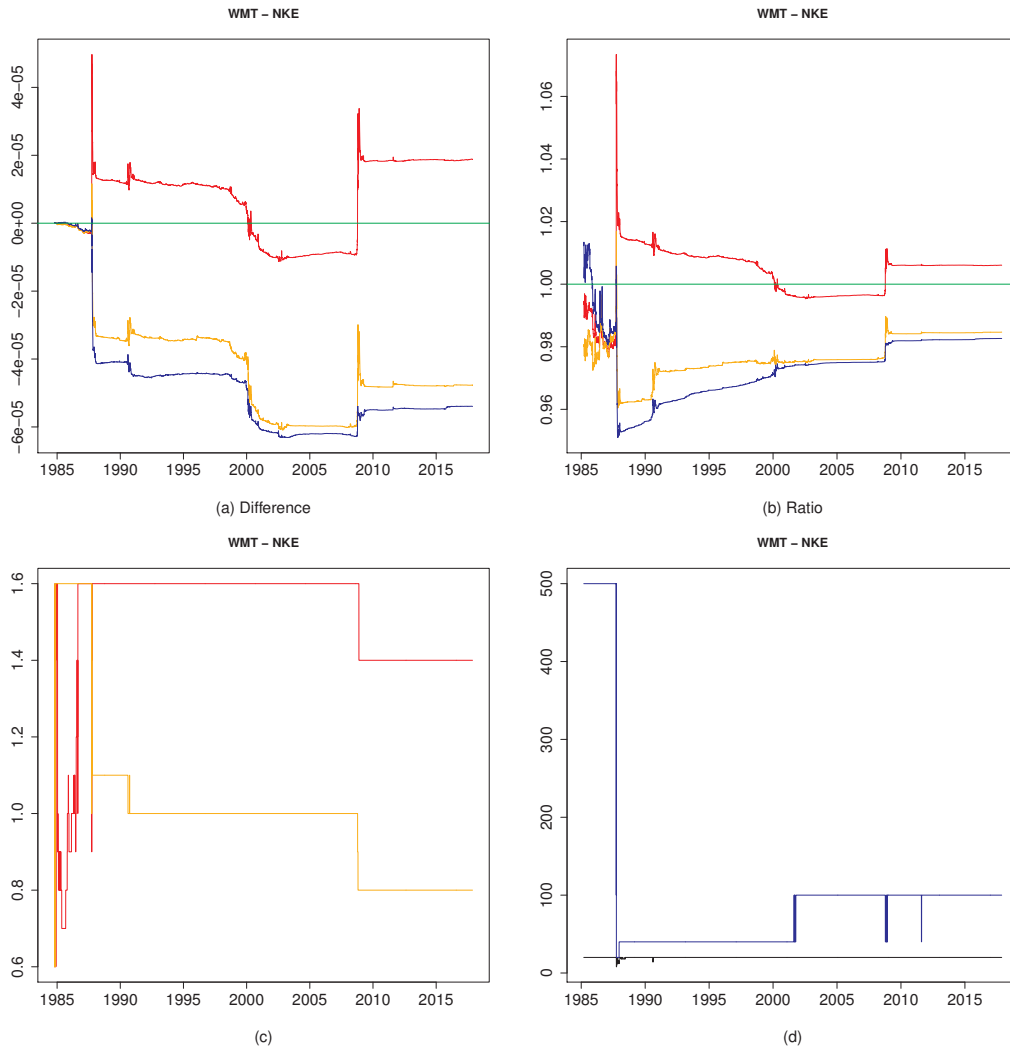 WMT − NKE
4e−05
2e−05
0e+00
−2e−05
−4e−05
−6e−05
1985 1990 1995 2000 2005 2010 2015
(a) Difference
WMT − NKE
1.06
1.04
1.02
1.00
0.98
0.96
1985 1990 1995 2000 2005 2010 2015
(b) Ratio
WMT − NKE
1.6
1.4
1.2
1.0
0.8
0.6
1985 1990 1995 2000 2005 2010 2015
(c)
WMT − NKE
500
400
300
200
100
0
1985 1990 1995 2000 2005 2010 2015
(d)